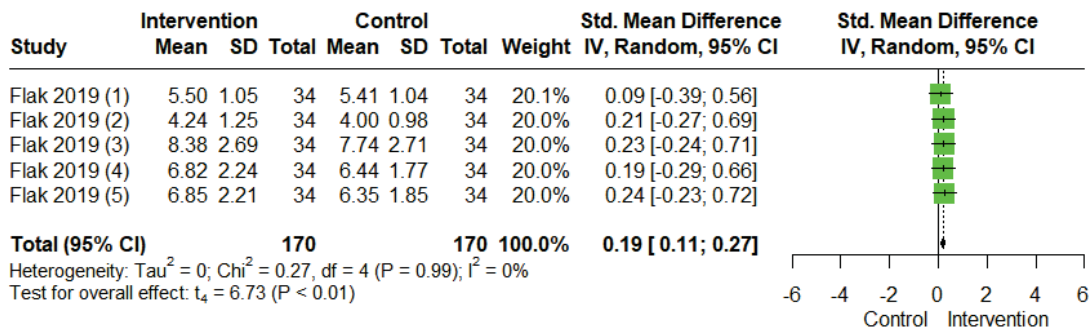 Intervention Control Std. Mean Difference Std. Mean Difference
Study Mean SD Total Mean SD Total Weight IV, Random, 95% CI IV, Random, 95% CI
Flak 2019 (1) 5.50 1.05 34 5.41 1.04 34 20.1% 0.09 [-0.39; 0.56]
Flak 2019 (2) 4.24 1.25 34 4.00 0.98 34 20.0% 0.21 [-0.27; 0.69]
Flak 2019 (3) 8.38 2.69 34 7.74 2.71 34 20.0% 0.23 [-0.24; 0.71]
Flak 2019 (4) 6.82 2.24 34 6.44 1.77 34 20.0% 0.19 [-0.29; 0.66]
Flak 2019 (5) 6.85 2.21 34 6.35 1.85 34 20.0% 0.24 [-0.23; 0.72]
Total (95% CI) 170 170 100.0% 0.19 [ 0.11; 0.27]
Heterogeneity: Tau² = 0; Chi² = 0.27, df = 4 (P = 0.99); I² = 0%
Test for overall effect: t₄ = 6.73 (P < 0.01)
-6 -4 -2 0 2 4 6
Control Intervention